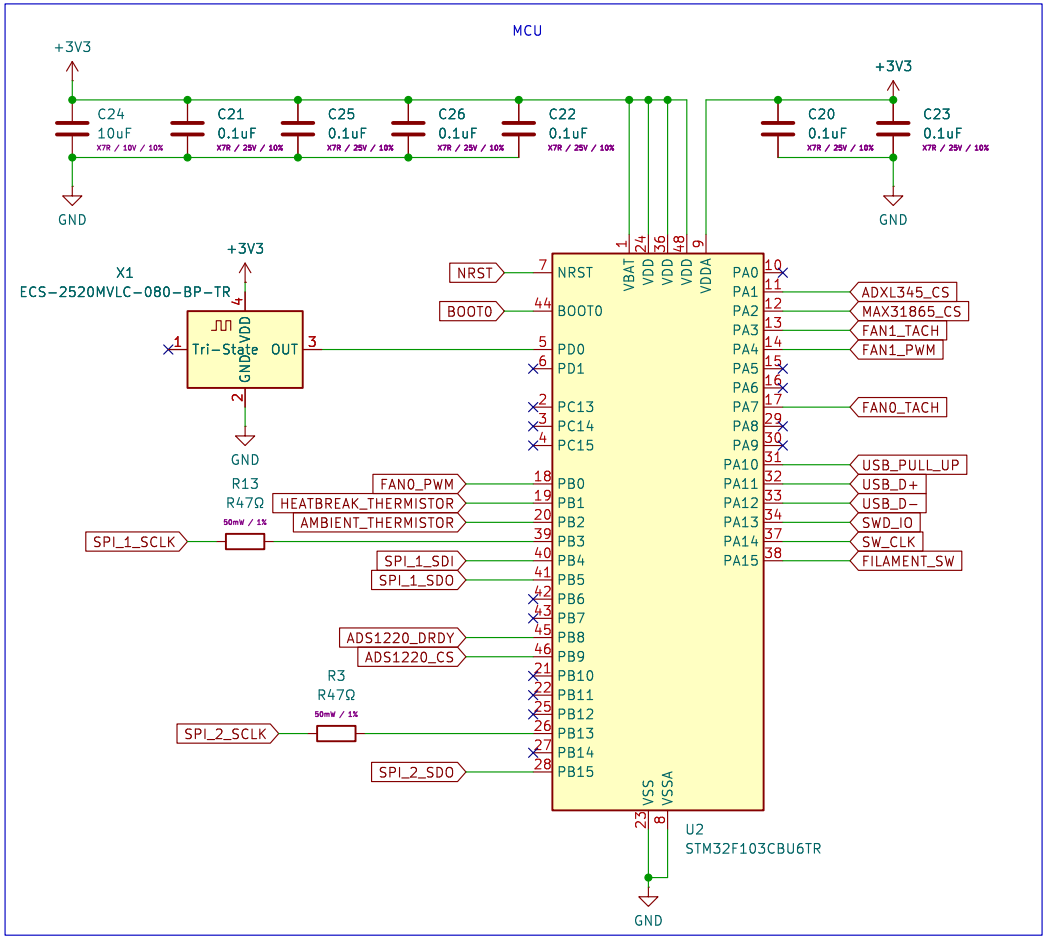 MCU
+3V3
+3V3
C24
10uF
X7R / 10V / 10%
C21
0.1uF
X7R / 25V / 10%
C25
0.1uF
X7R / 25V / 10%
C26
0.1uF
X7R / 25V / 10%
C22
0.1uF
X7R / 25V / 10%
C20
0.1uF
X7R / 25V / 10%
C23
0.1uF
X7R / 25V / 10%
GND
GND
+3V3
X1
ECS-2520MVLC-080-BP-TR
4
VDD
1
Tri-State
OUT
3
GND
2
GND
1
24
36
48
9
VBAT
VDD
VDD
VDD
VDDA
NRST
7
NRST
BOOT0
44
BOOT0
5
PD0
6
PD1
2
PC13
3
PC14
4
PC15
FAN0_PWM
18
PB0
HEATBREAK_THERMISTOR
19
PB1
AMBIENT_THERMISTOR
20
PB2
R13
R47Ω
50mW / 1%
SPI_1_SCLK
39
PB3
SPI_1_SDI
40
PB4
SPI_1_SDO
41
PB5
42
PB6
43
PB7
ADS1220_DRDY
45
PB8
ADS1220_CS
46
PB9
21
PB10
22
PB11
25
PB12
R3
R47Ω
50mW / 1%
SPI_2_SCLK
26
PB13
27
PB14
SPI_2_SDO
28
PB15
PA0
10
PA1
11
ADXL345_CS
PA2
12
MAX31865_CS
PA3
13
FAN1_TACH
PA4
14
FAN1_PWM
PA5
15
PA6
16
PA7
17
FAN0_TACH
PA8
29
PA9
30
PA10
31
USB_PULL_UP
PA11
32
USB_D+
PA12
33
USB_D-
PA13
34
SWD_IO
PA14
37
SW_CLK
PA15
38
FILAMENT_SW
VSS
VSSA
23
8
U2
STM32F103CBU6TR
GND